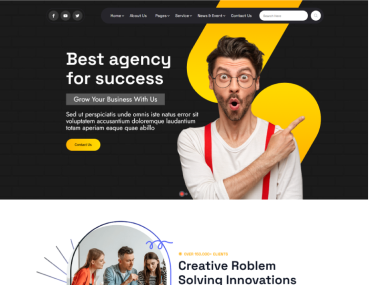 Home About Us Pages Service News & Event Contact Us
Best agency
for success
Grow Your Business With Us
Sed ut perspiciatis unde omnis iste natus error sit
voluptatem accusantium doloremque laudantium
totam aperiam eaque quae abillo
Contact Us
Creative Roblem
Solving Innovations